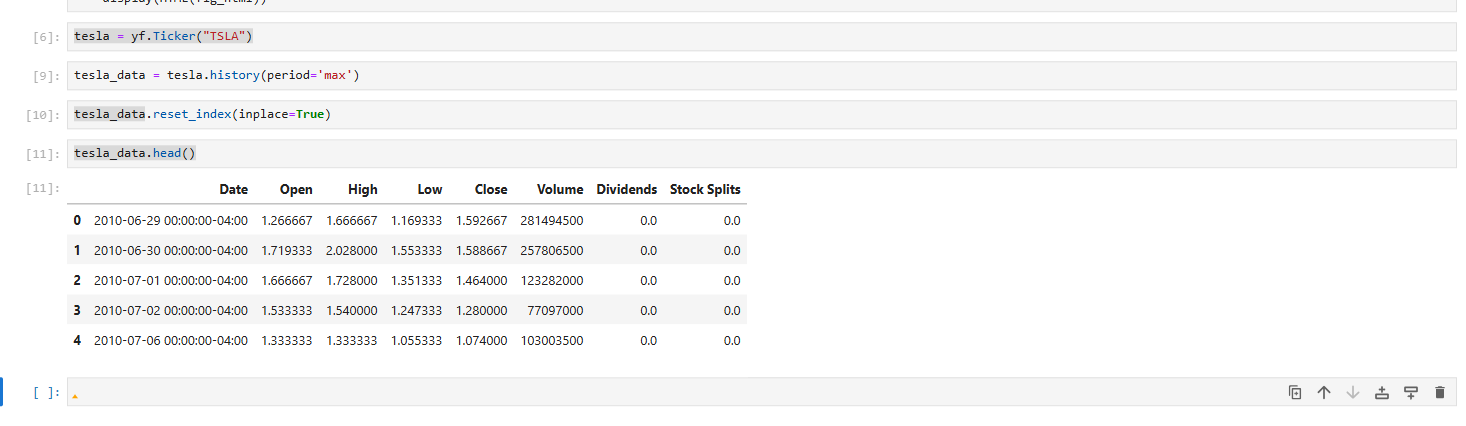 [6]: tesla = yf.Ticker("TSLA")
[9]: tesla_data = tesla.history(period='max')
[10]: tesla_data.reset_index(inplace=True)
[11]: tesla_data.head()
[11]: Date Open High Low Close Volume Dividends Stock Splits
0 2010-06-29 00:00:00-04:00 1.266667 1.666667 1.169333 1.592667 281494500 0.0 0.0
1 2010-06-30 00:00:00-04:00 1.719333 2.028000 1.553333 1.588667 257806500 0.0 0.0
2 2010-07-01 00:00:00-04:00 1.666667 1.728000 1.351333 1.464000 123282000 0.0 0.0
3 2010-07-02 00:00:00-04:00 1.533333 1.540000 1.247333 1.280000 77097000 0.0 0.0
4 2010-07-06 00:00:00-04:00 1.333333 1.333333 1.055333 1.074000 103003500 0.0 0.0
[ ]: